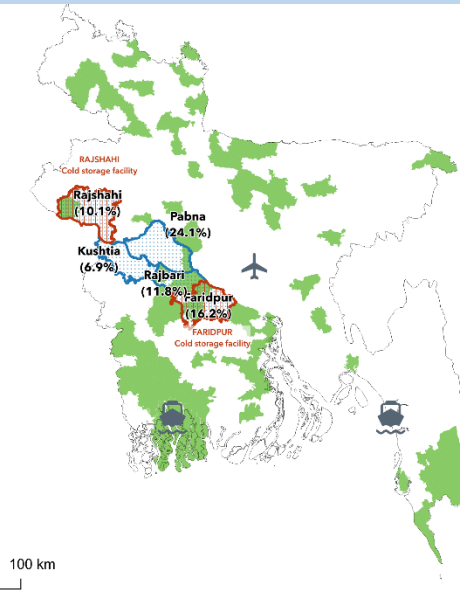 RAJSHAHI
Cold storage facility
Rajshahi
(10.1%)
Pabna
(24.1%)
Kushtia
(6.9%)
Rajbari
(11.8%)
Faridpur
(16.2%)
FARIDPUR
Cold storage facility
100 km